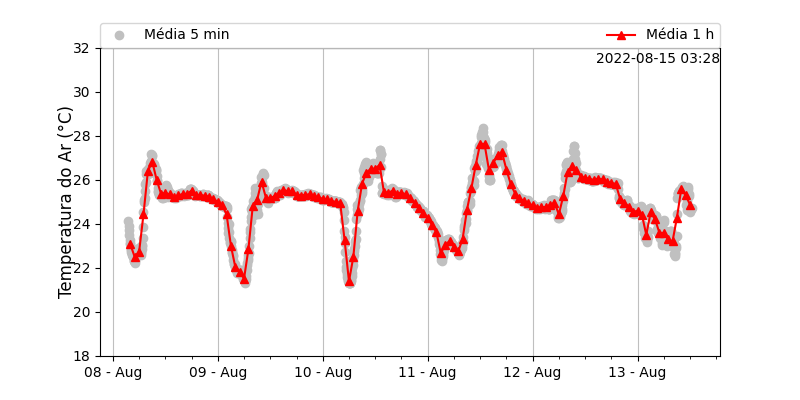 Média 5 min
Média 1 h
2022-08-15 03:28
Temperatura do Ar (°C)
32
30
28
26
24
22
20
18
08 - Aug
09 - Aug
10 - Aug
11 - Aug
12 - Aug
13 - Aug